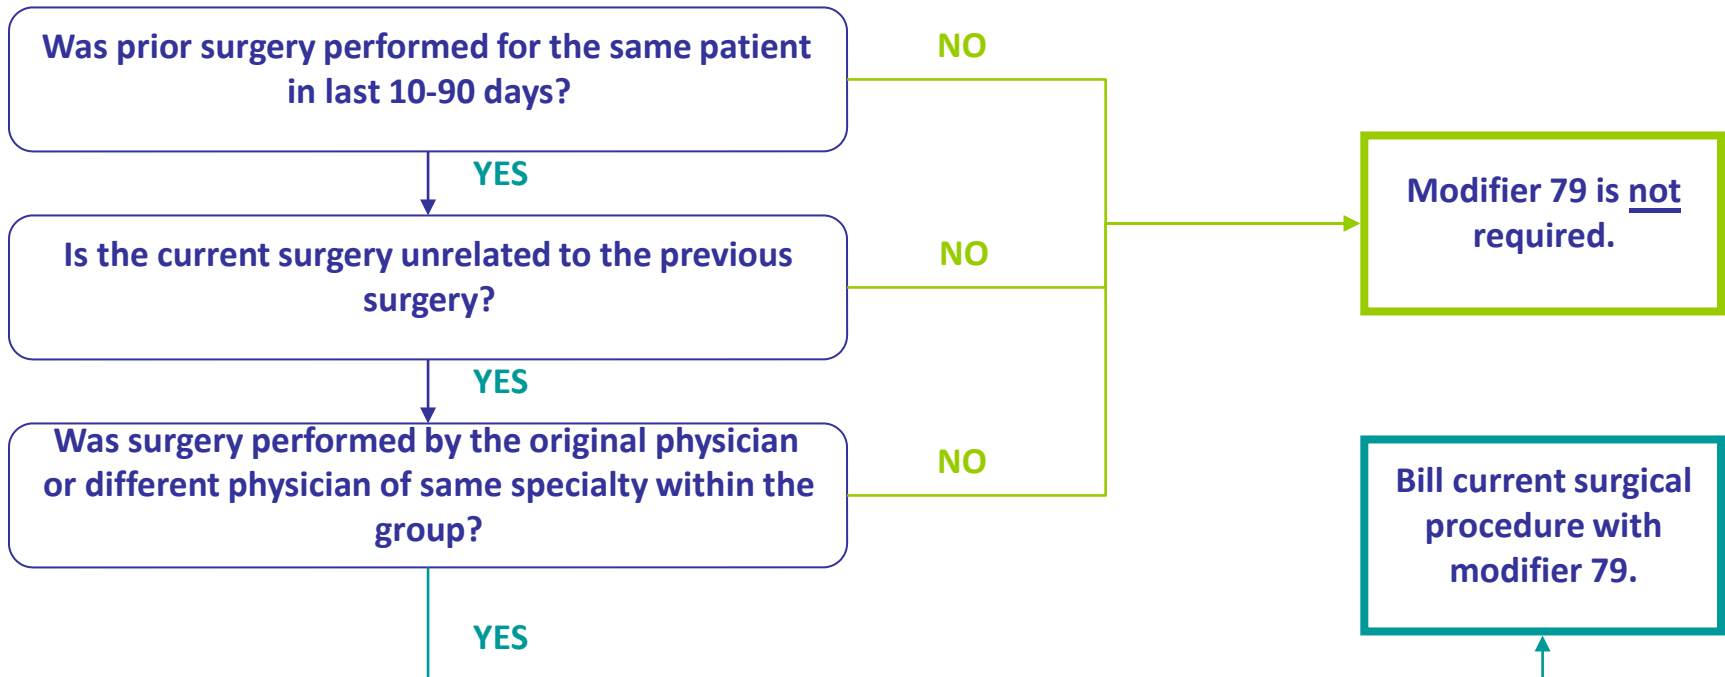 Was prior surgery performed for the same patient
in last 10-90 days?
NO
YES
Modifier 79 is not
required.
Is the current surgery unrelated to the previous
surgery?
NO
YES
Was surgery performed by the original physician
or different physician of same specialty within the
group?
NO
Bill current surgical
procedure with
modifier 79.
YES